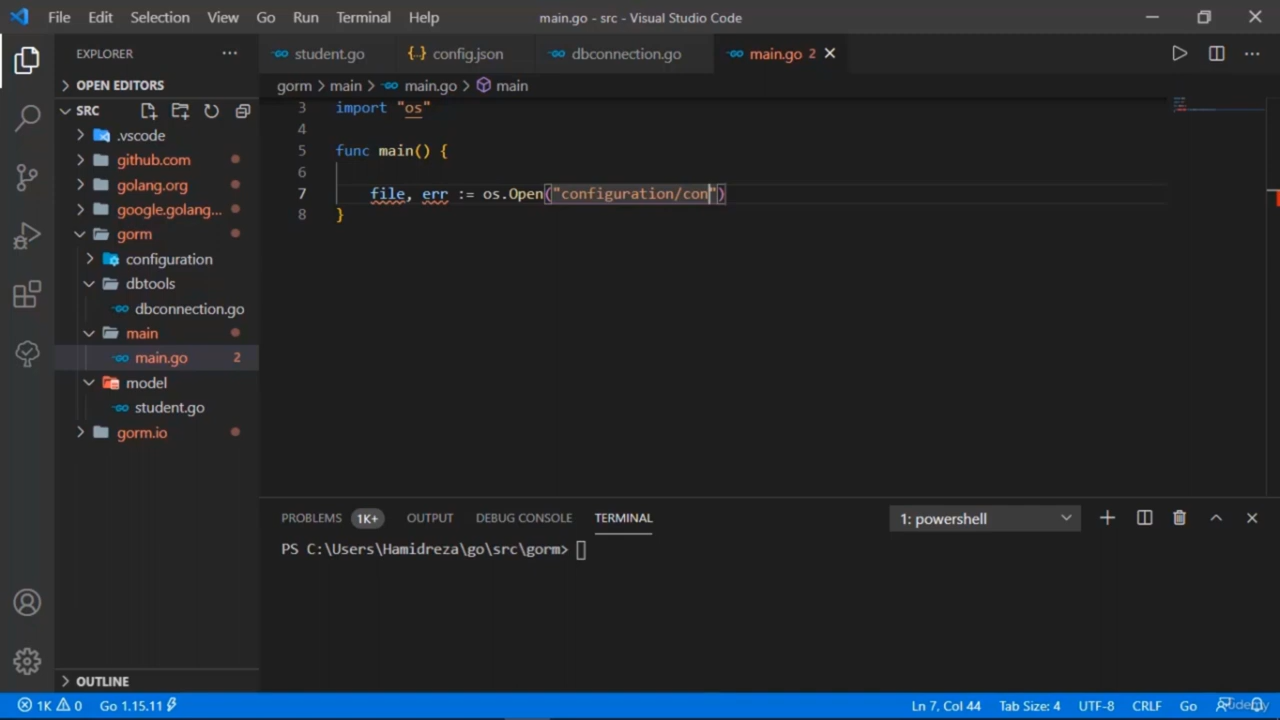 File Edit Selection View Go Run Terminal Help
main.go - src - Visual Studio Code
EXPLORER
student.go
config.json
dbconnection.go
main.go 2
OPEN EDITORS
gorm > main > main.go > main
SRC
.vscode
github.com
golang.org
google.golang...
gorm
configuration
dbtools
dbconnection.go
main
main.go 2
model
student.go
gorm.io
3 import "os"
4
5 func main() {
6
7 file, err := os.Open("configuration/con")
8 }
PROBLEMS 1K+ OUTPUT DEBUG CONSOLE TERMINAL
1: powershell
PS C:\Users\Hamidreza\go\src\gorm>
OUTLINE
1K 0 Go 1.15.11
Ln 7, Col 44 Tab Size: 4 UTF-8 CRLF Go